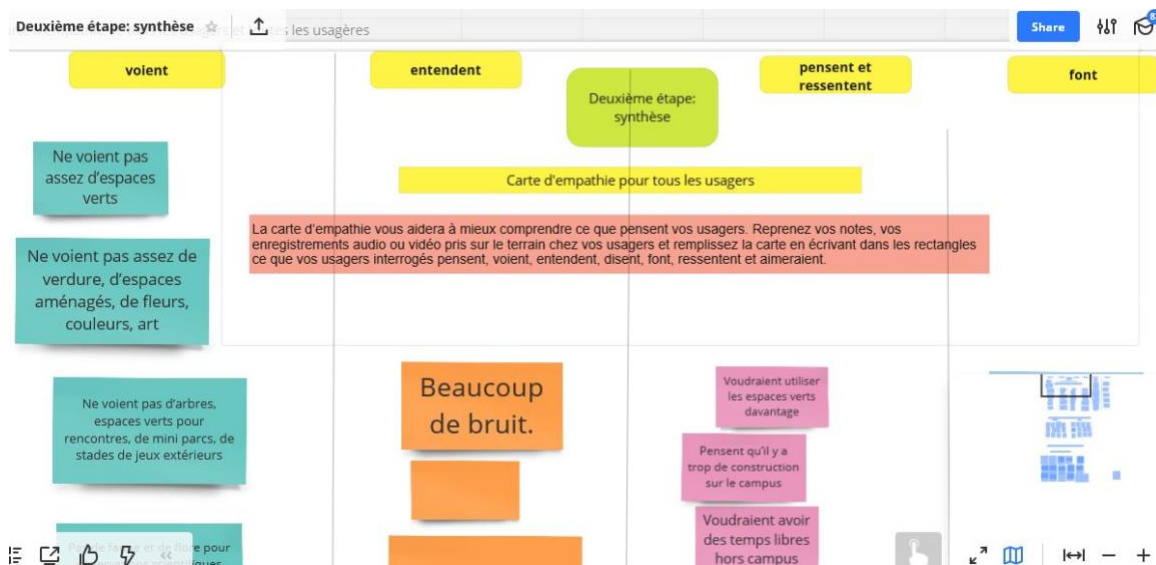 Deuxième étape: synthèse
les usagères
Share
voient
entendent
pensent et
ressentent
font
Deuxième étape:
synthèse
Carte d'empathie pour tous les usagers
La carte d'empathie vous aidera à mieux comprendre ce que pensent vos usagers. Reprenez vos notes, vos
enregistrements audio ou vidéo pris sur le terrain chez vos usagers et remplissez la carte en écrivant dans les rectangles
ce que vos usagers interrogés pensent, voient, entendent, disent, font, ressentent et aimeraient.
Ne voient pas
assez d'espaces
verts
Ne voient pas assez de
verdure, d'espaces
aménagés, de fleurs,
couleurs, art
Ne voient pas d'arbres,
espaces verts pour
rencontres, de mini parcs, de
stades de jeux extérieurs
et de flore pour
Beaucoup
de bruit.
Voudraient utiliser
les espaces verts
davantage
Pensent qu'il y a
trop de construction
sur le campus
Voudraient avoir
des temps libres
hors campus